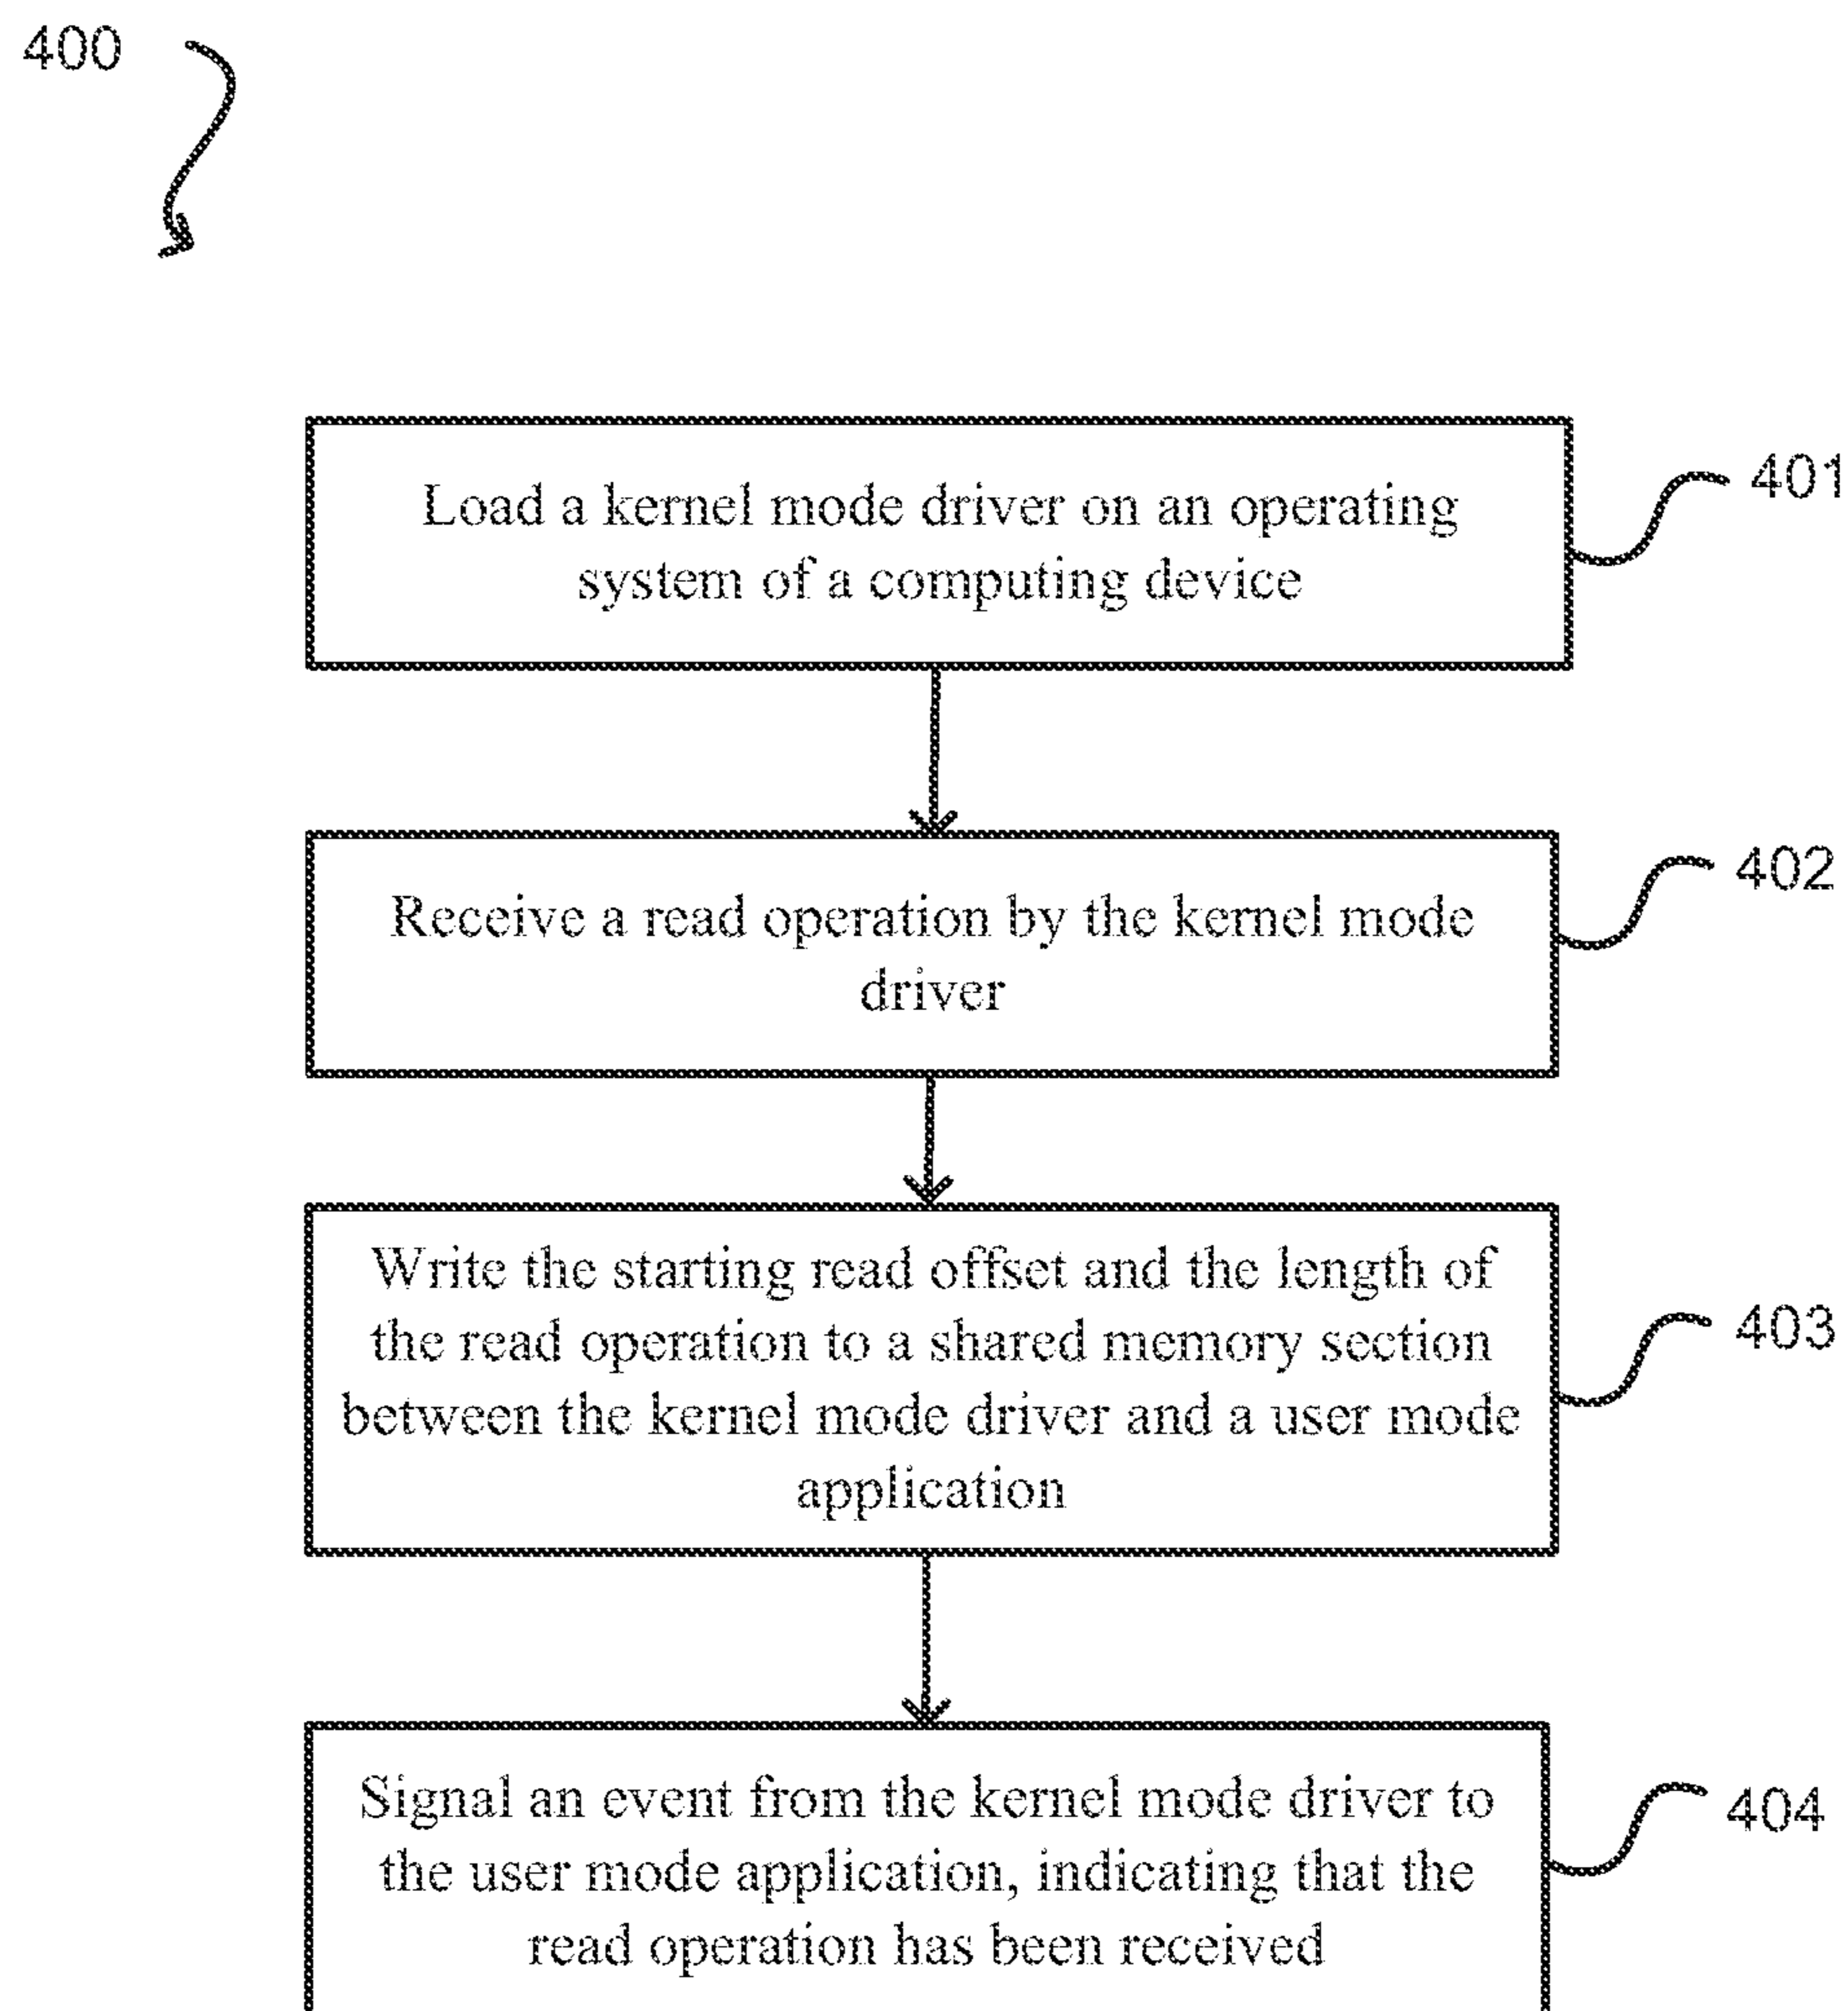 400
Load a kernel mode driver on an operating
system of a computing device
401
Receive a read operation by the kernel mode
driver
402
Write the starting read offset and the length of
the read operation to a shared memory section
between the kernel mode driver and a user mode
application
403
Signal an event from the kernel mode driver to
the user mode application, indicating that the
read operation has been received
404